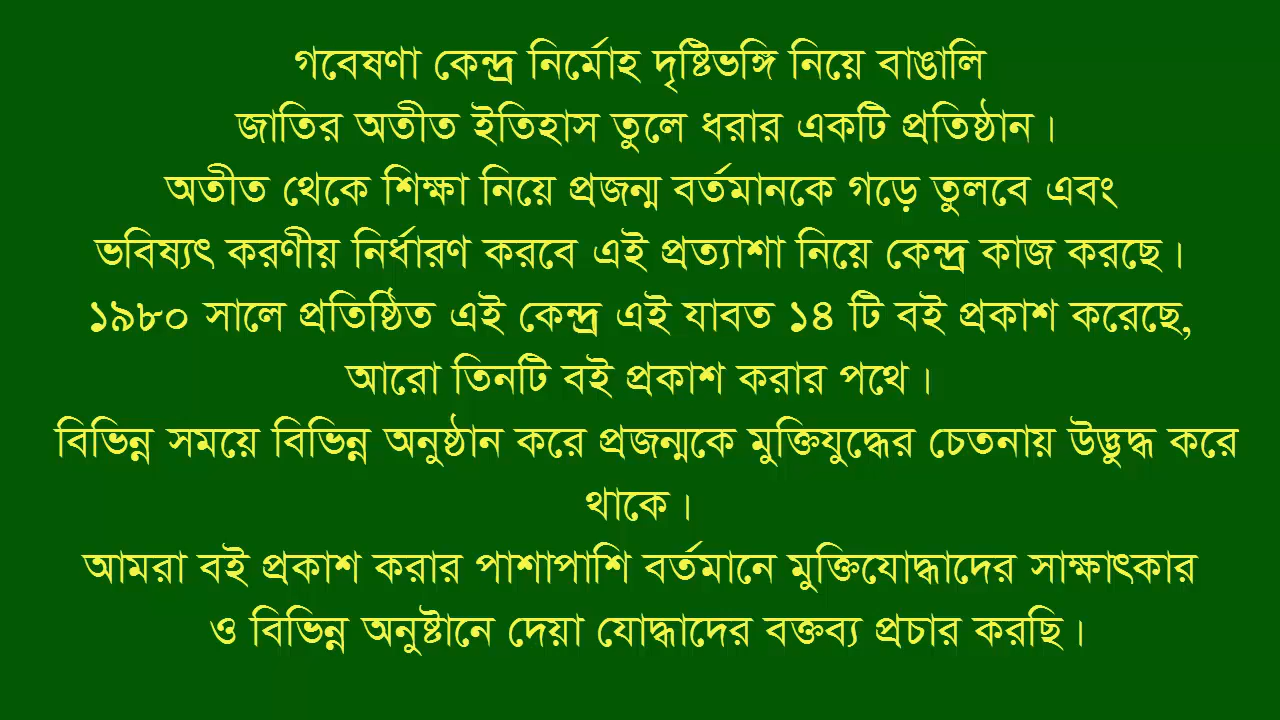 গবেষণা কেন্দ্র নির্মোহ দৃষ্টিভঙ্গি নিয়ে বাঙালি
জাতির অতীত ইতিহাস তুলে ধরার একটি প্রতিষ্ঠান।
অতীত থেকে শিক্ষা নিয়ে প্রজন্ম বর্তমানকে গড়ে তুলবে এবং
ভবিষ্যৎ করণীয় নির্ধারণ করবে এই প্রত্যাশা নিয়ে কেন্দ্র কাজ করছে।
১৯৮০ সালে প্রতিষ্ঠিত এই কেন্দ্র এই যাবত ১৪ টি বই প্রকাশ করেছে,
আরো তিনটি বই প্রকাশ করার পথে।
বিভিন্ন সময়ে বিভিন্ন অনুষ্ঠান করে প্রজন্মকে মুক্তিযুদ্ধের চেতনায় উদ্ভুদ্ধ করে
থাকে।
আমরা বই প্রকাশ করার পাশাপাশি বর্তমানে মুক্তিযোদ্ধাদের সাক্ষাৎকার
ও বিভিন্ন অনুষ্টানে দেয়া যোদ্ধাদের বক্তব্য প্রচার করছি।